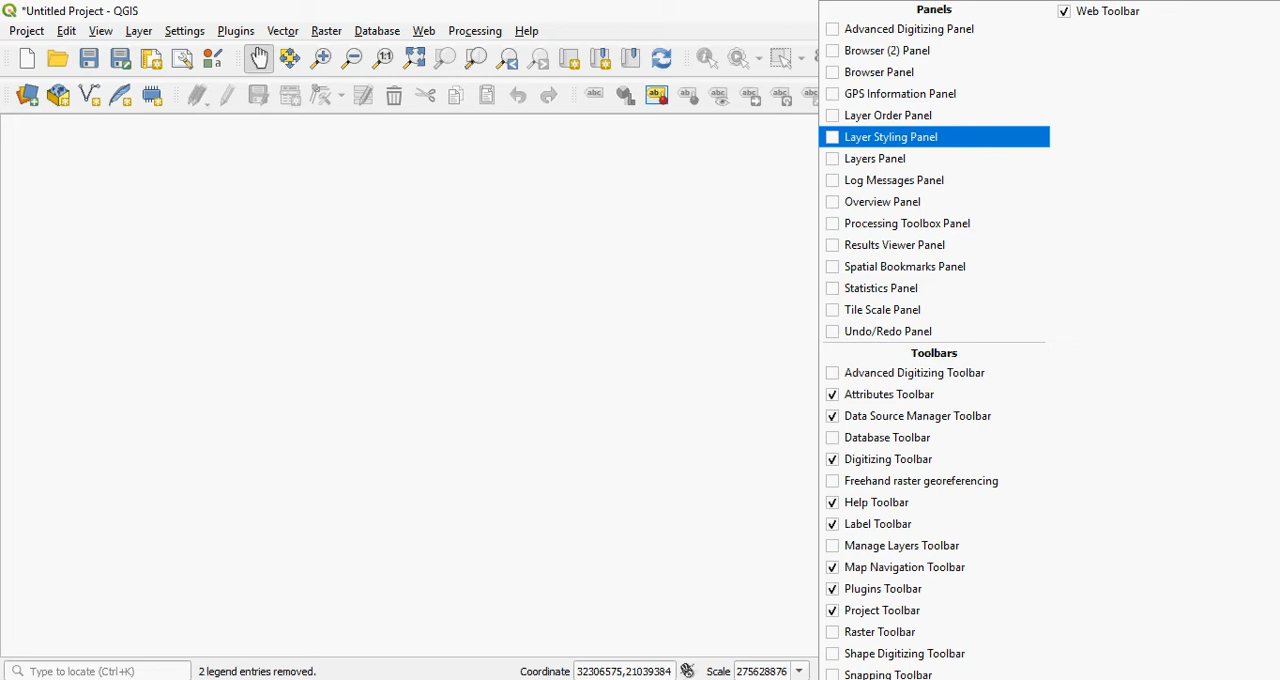 *Untitled Project - QGIS
Project Edit View Layer Settings Plugins Vector Raster Database Web Processing Help
Panels
Advanced Digitizing Panel
Browser (2) Panel
Browser Panel
GPS Information Panel
Layer Order Panel
Layer Styling Panel
Layers Panel
Log Messages Panel
Overview Panel
Processing Toolbox Panel
Results Viewer Panel
Spatial Bookmarks Panel
Statistics Panel
Tile Scale Panel
Undo/Redo Panel
Toolbars
Advanced Digitizing Toolbar
Attributes Toolbar
Data Source Manager Toolbar
Database Toolbar
Digitizing Toolbar
Freehand raster georeferencing
Help Toolbar
Label Toolbar
Manage Layers Toolbar
Map Navigation Toolbar
Plugins Toolbar
Project Toolbar
Raster Toolbar
Shape Digitizing Toolbar
Snapping Toolbar
Web Toolbar
Type to locate (Ctrl+K) 2 legend entries removed. Coordinate 32306575,21039384 Scale 275628876